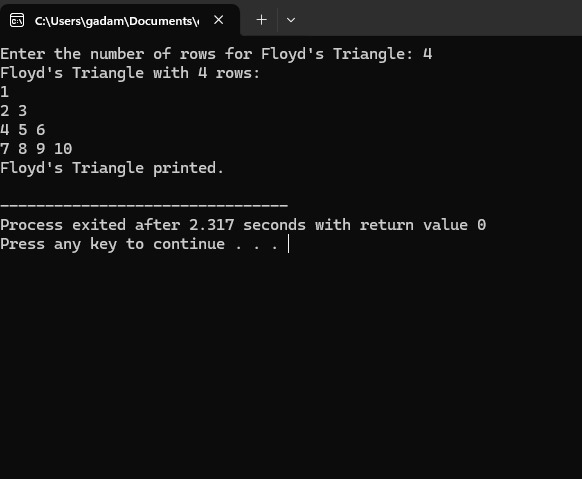 C:\Users\gadam\Documents\
Enter the number of rows for Floyd's Triangle: 4
Floyd's Triangle with 4 rows:
1
2 3
4 5 6
7 8 9 10
Floyd's Triangle printed.
--------------------------------
Process exited after 2.317 seconds with return value 0
Press any key to continue . . .